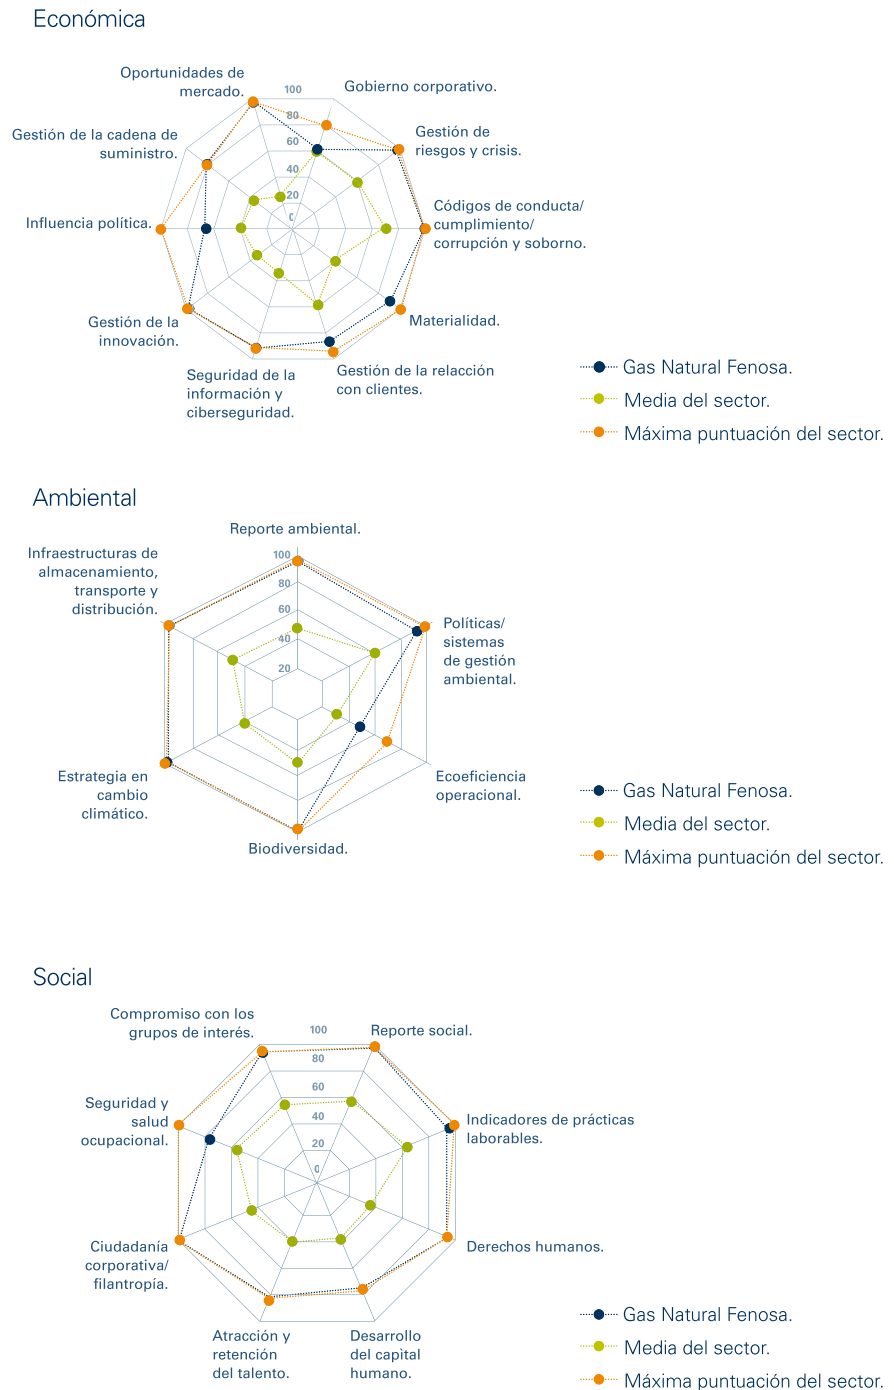 Económica
Oportunidades de
mercado.
100
Gobierno corporativo.
80
Gestión de la cadena de
suministro.
Gestión de
riesgos y crisis.
60
40
20
0
Influencia política.
Códigos de conducta/
cumplimiento/
corrupción y soborno.
Gestión de la
innovación.
Materialidad.
Seguridad de la
información y
ciberseguridad.
Gestión de la relacción
con clientes.
Gas Natural Fenosa.
Media del sector.
Máxima puntuación del sector.
Ambiental
Reporte ambiental.
Infraestructuras de
almacenamiento,
transporte y
distribución.
100
80
60
40
20
Políticas/
sistemas
de gestión
ambiental.
Estrategia en
cambio
climático.
Ecoeficiencia
operacional.
Biodiversidad.
Gas Natural Fenosa.
Media del sector.
Máxima puntuación del sector.
Social
Compromiso con los
grupos de interés.
100
Reporte social.
80
60
40
20
0
Seguridad y
salud
ocupacional.
Indicadores de prácticas
laborables.
Ciudadanía
corporativa/
filantropía.
Derechos humanos.
Atracción y
retención
del talento.
Desarrollo
del capìtal
humano.
Gas Natural Fenosa.
Media del sector.
Máxima puntuación del sector.